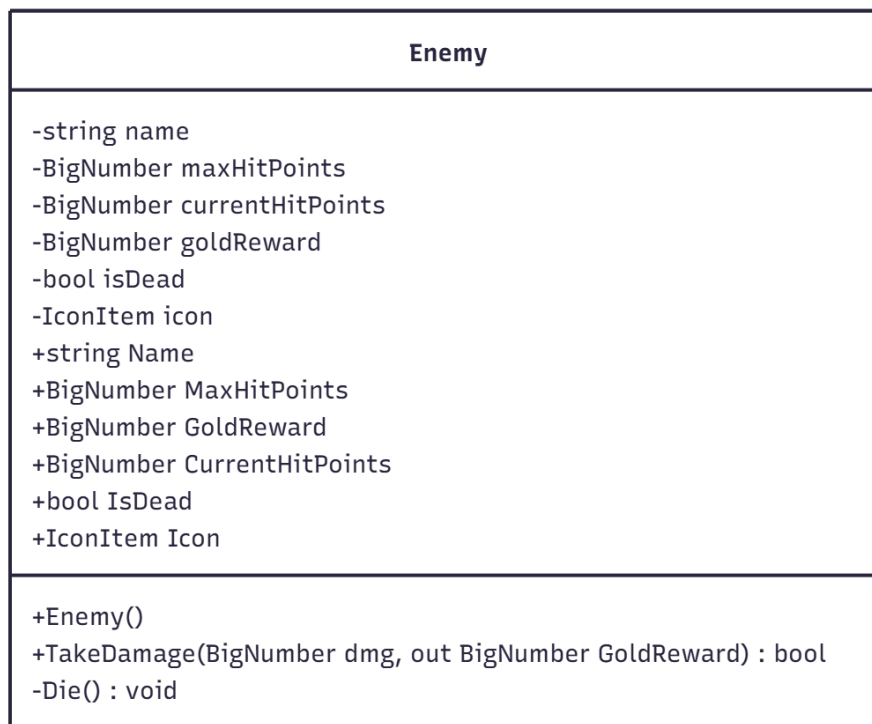 Enemy
-string name
-BigNumber maxHitPoints
-BigNumber currentHitPoints
-BigNumber goldReward
-bool isDead
-IconItem icon
+string Name
+BigNumber MaxHitPoints
+BigNumber GoldReward
+BigNumber CurrentHitPoints
+bool IsDead
+IconItem Icon
+Enemy()
+TakeDamage(BigNumber dmg, out BigNumber GoldReward) : bool
-Die() : void